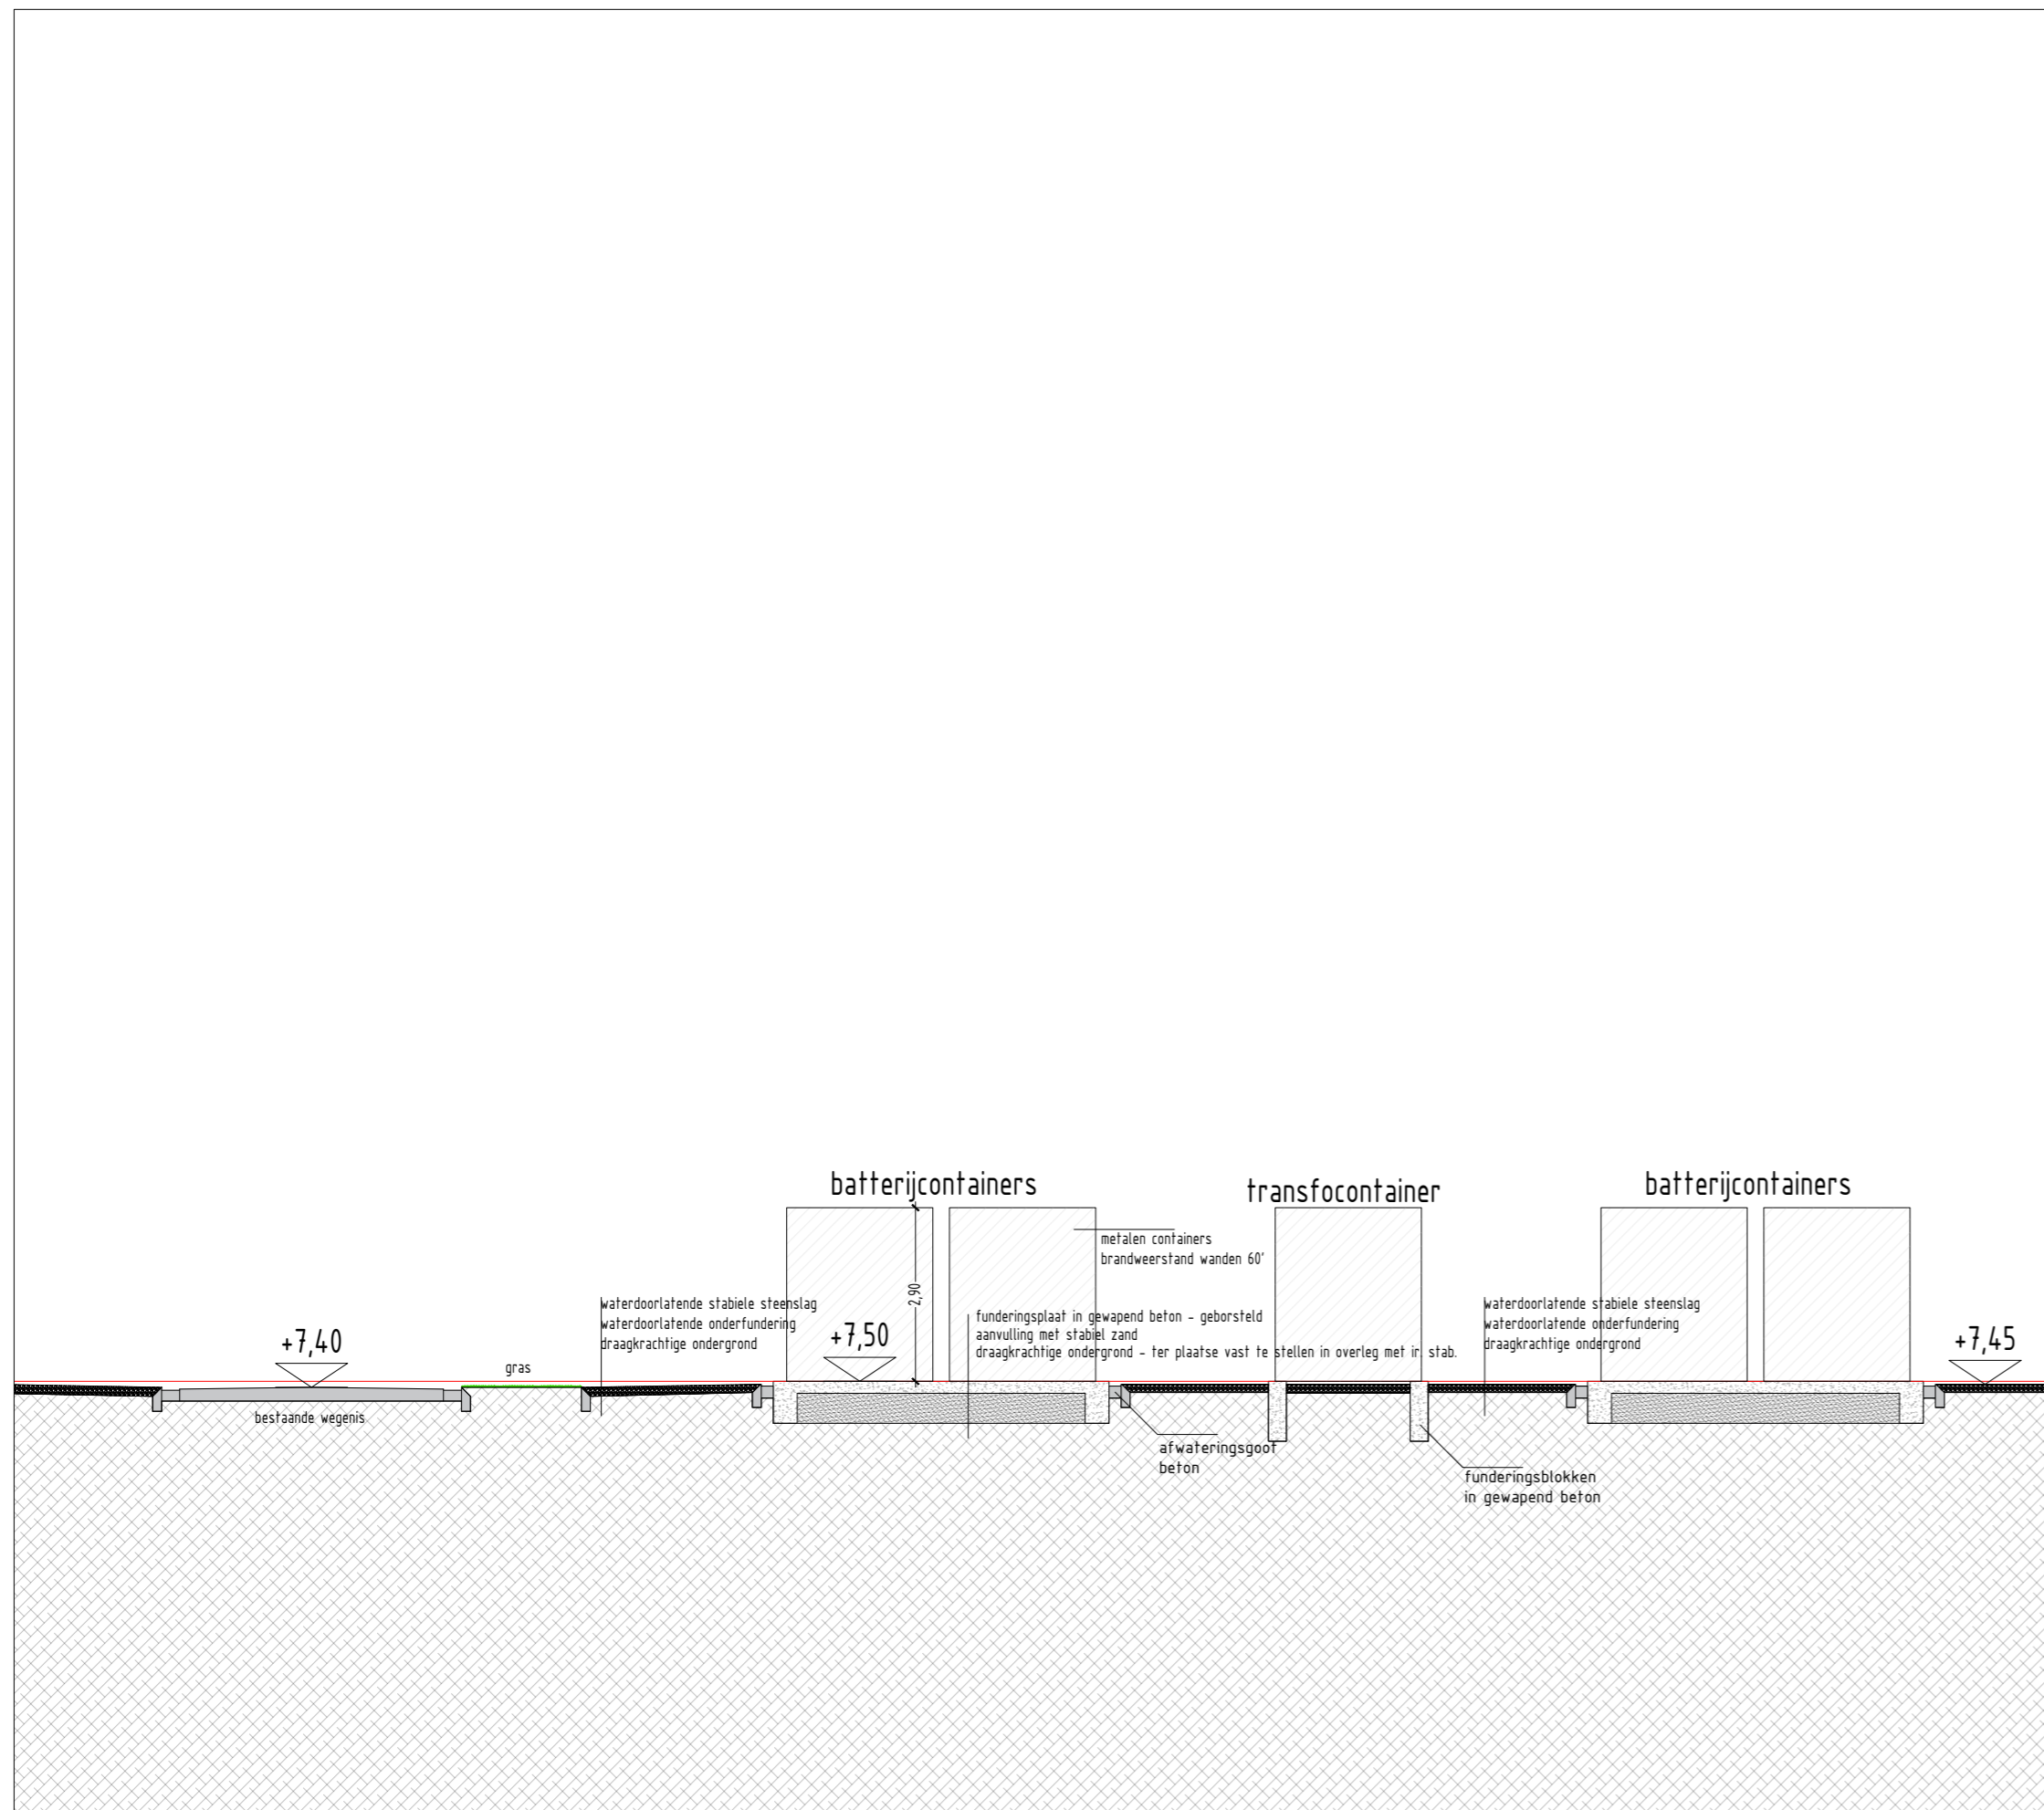 batterijcontainers
transfocontainer
batterijcontainers
metalen containers
brandweerstand wanden 60'
2,90
waterdoorlatende stabiele steenslag
waterdoorlatende onderfundering
draagkrachtige ondergrond
funderingsplaat in gewapend beton - geborsteld
aanvulling met stabiel zand
draagkrachtige ondergrond - ter plaatse vast te stellen in overleg met ir. stab.
waterdoorlatende stabiele steenslag
waterdoorlatende onderfundering
draagkrachtige ondergrond
+7,40
+7,50
+7,45
gras
bestaande wegenis
afwateringsgoot
beton
funderingsblokken
in gewapend beton